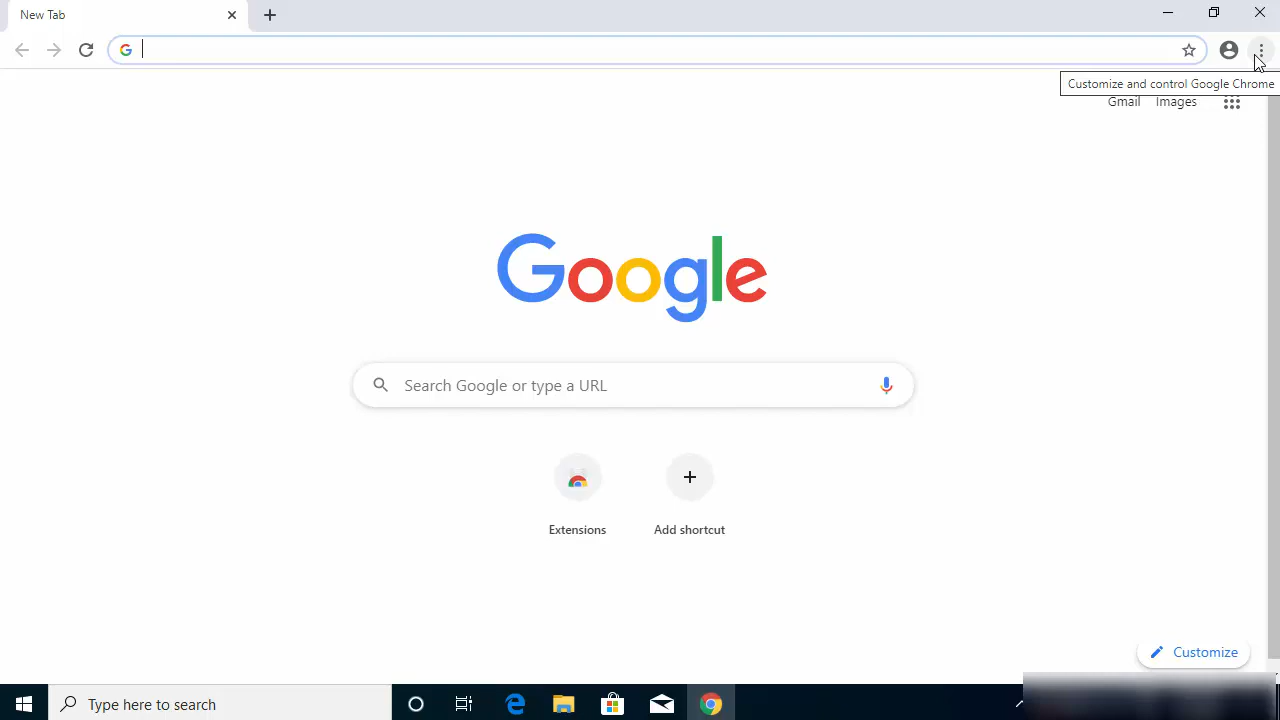 New Tab
Customize and control Google Chrome
Gmail Images
Google
Search Google or type a URL
Extensions Add shortcut
Customize
Type here to search